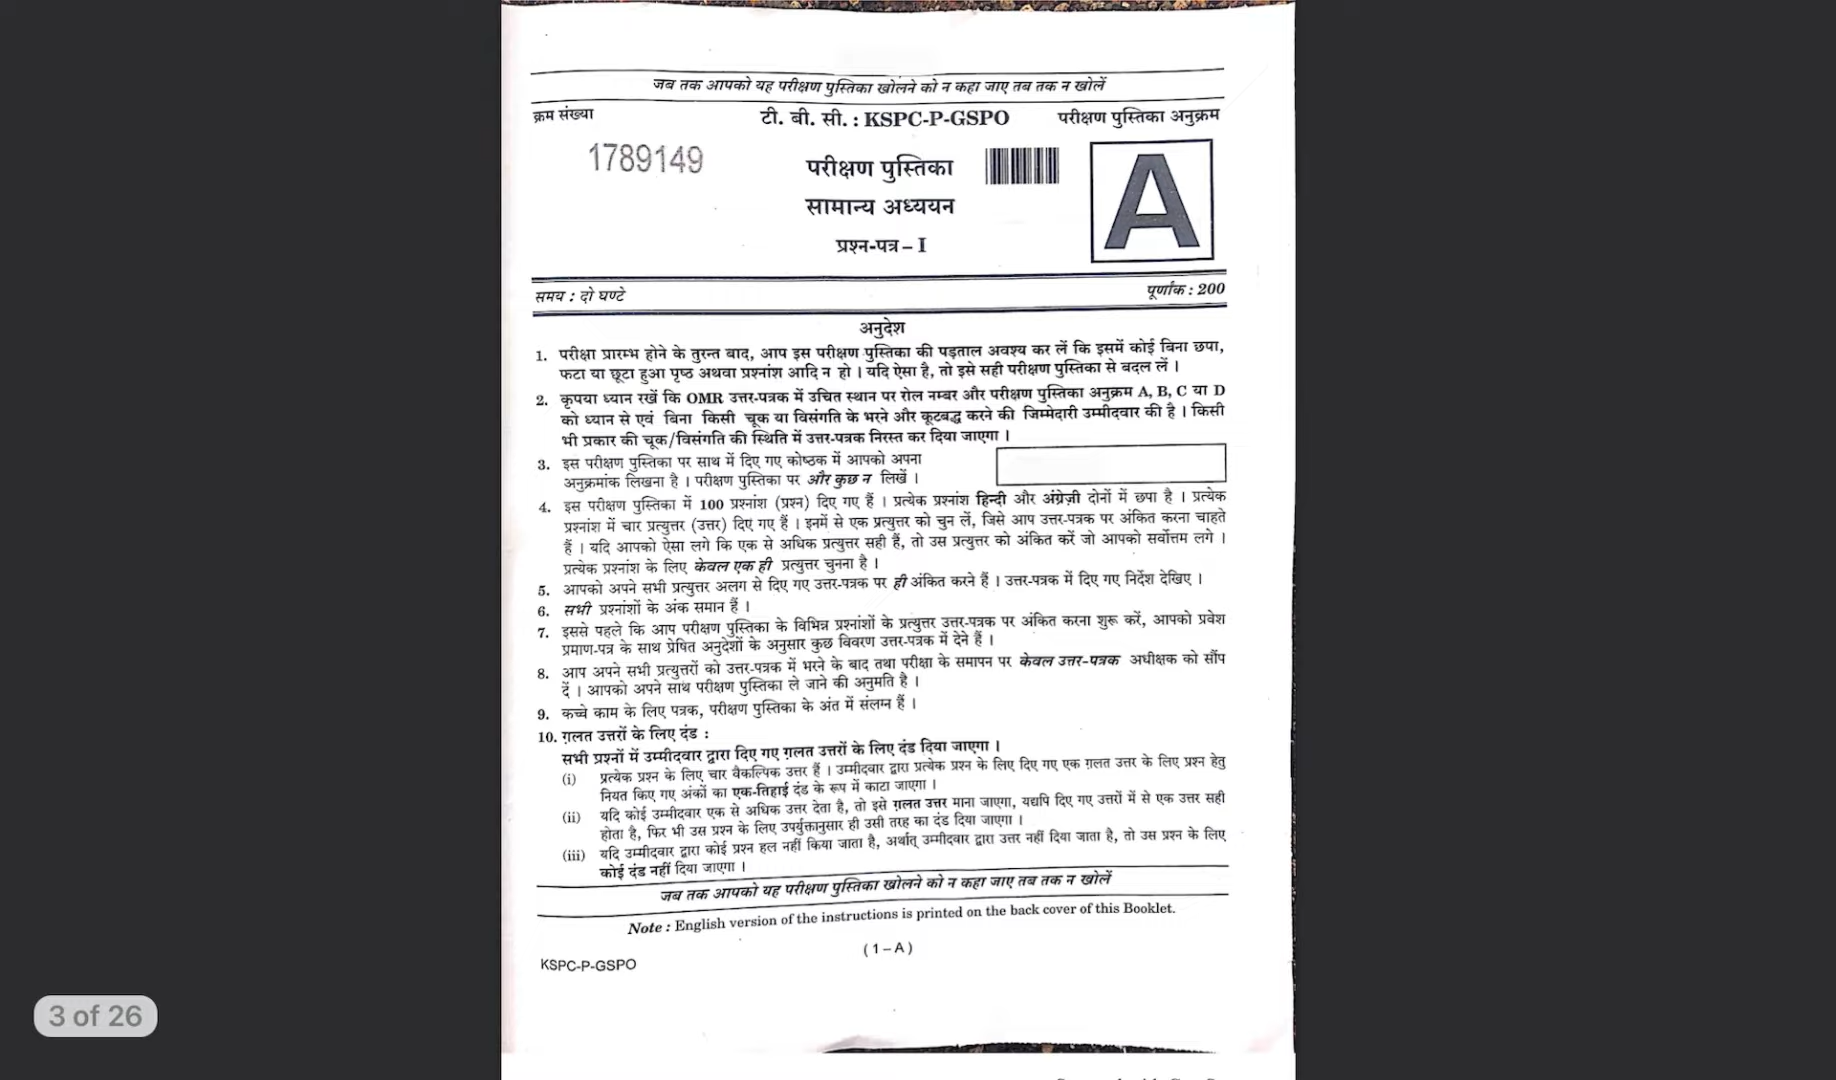 जब तक आपको यह परीक्षण पुस्तिका खोलने को न कहा जाए तब तक न खोलें
क्रम संख्या
टी. बी. सी. : KSPC-P-GSPO
परीक्षण पुस्तिका अनुक्रम
1789149
परीक्षण पुस्तिका
A
सामान्य अध्ययन
प्रश्न-पत्र – I
समय : दो घण्टे
पूर्णांक : 200
अनुदेश
1. परीक्षा प्रारम्भ होने के तुरन्त बाद, आप इस परीक्षण पुस्तिका की पड़ताल अवश्य कर लें कि इसमें कोई बिना छपा,
फटा या छूटा हुआ पृष्ठ अथवा प्रश्नांश आदि न हो । यदि ऐसा है, तो इसे सही परीक्षण पुस्तिका से बदल लें ।
2. कृपया ध्यान रखें कि OMR उत्तर-पत्रक में उचित स्थान पर रोल नम्बर और परीक्षण पुस्तिका अनुक्रम A, B, C या D
को ध्यान से एवं बिना किसी चूक या विसंगति के भरने और कूटबद्ध करने की जिम्मेदारी उम्मीदवार की है । किसी
भी प्रकार की चूक/विसंगति की स्थिति में उत्तर-पत्रक निरस्त कर दिया जाएगा ।
3. इस परीक्षण पुस्तिका पर साथ में दिए गए कोष्ठक में आपको अपना
अनुक्रमांक लिखना है । परीक्षण पुस्तिका पर और कुछ न लिखें ।
4. इस परीक्षण पुस्तिका में 100 प्रश्नांश (प्रश्न) दिए गए हैं । प्रत्येक प्रश्नांश हिन्दी और अंग्रेज़ी दोनों में छपा है । प्रत्येक
प्रश्नांश में चार प्रत्युत्तर (उत्तर) दिए गए हैं । इनमें से एक प्रत्युत्तर को चुन लें, जिसे आप उत्तर-पत्रक पर अंकित करना चाहते
हैं । यदि आपको ऐसा लगे कि एक से अधिक प्रत्युत्तर सही हैं, तो उस प्रत्युत्तर को अंकित करें जो आपको सर्वोत्तम लगे ।
प्रत्येक प्रश्नांश के लिए केवल एक ही प्रत्युत्तर चुनना है ।
5. आपको अपने सभी प्रत्युत्तर अलग से दिए गए उत्तर-पत्रक पर ही अंकित करने हैं । उत्तर-पत्रक में दिए गए निर्देश देखिए ।
6. सभी प्रश्नांशों के अंक समान हैं ।
7. इससे पहले कि आप परीक्षण पुस्तिका के विभिन्न प्रश्नांशों के प्रत्युत्तर उत्तर-पत्रक पर अंकित करना शुरू करें, आपको प्रवेश
प्रमाण-पत्र के साथ प्रेषित अनुदेशों के अनुसार कुछ विवरण उत्तर-पत्रक में देने हैं ।
8. आप अपने सभी प्रत्युत्तरों को उत्तर-पत्रक में भरने के बाद तथा परीक्षा के समापन पर केवल उत्तर-पत्रक अधीक्षक को सौंप
दें । आपको अपने साथ परीक्षण पुस्तिका ले जाने की अनुमति है ।
9. कच्चे काम के लिए पत्रक, परीक्षण पुस्तिका के अंत में संलग्न हैं ।
10. ग़लत उत्तरों के लिए दंड :
सभी प्रश्नों में उम्मीदवार द्वारा दिए गए ग़लत उत्तरों के लिए दंड दिया जाएगा ।
(i) प्रत्येक प्रश्न के लिए चार वैकल्पिक उत्तर हैं । उम्मीदवार द्वारा प्रत्येक प्रश्न के लिए दिए गए एक ग़लत उत्तर के लिए प्रश्न हेतु
नियत किए गए अंकों का एक-तिहाई दंड के रूप में काटा जाएगा ।
(ii) यदि कोई उम्मीदवार एक से अधिक उत्तर देता है, तो इसे ग़लत उत्तर माना जाएगा, यद्यपि दिए गए उत्तरों में से एक उत्तर सही
होता है, फिर भी उस प्रश्न के लिए उपर्युक्तानुसार ही उसी तरह का दंड दिया जाएगा ।
(iii) यदि उम्मीदवार द्वारा कोई प्रश्न हल नहीं किया जाता है, अर्थात् उम्मीदवार द्वारा उत्तर नहीं दिया जाता है, तो उस प्रश्न के लिए
कोई दंड नहीं दिया जाएगा ।
जब तक आपको यह परीक्षण पुस्तिका खोलने को न कहा जाए तब तक न खोलें
Note : English version of the instructions is printed on the back cover of this Booklet.
( 1 – A )
KSPC-P-GSPO
3 of 26